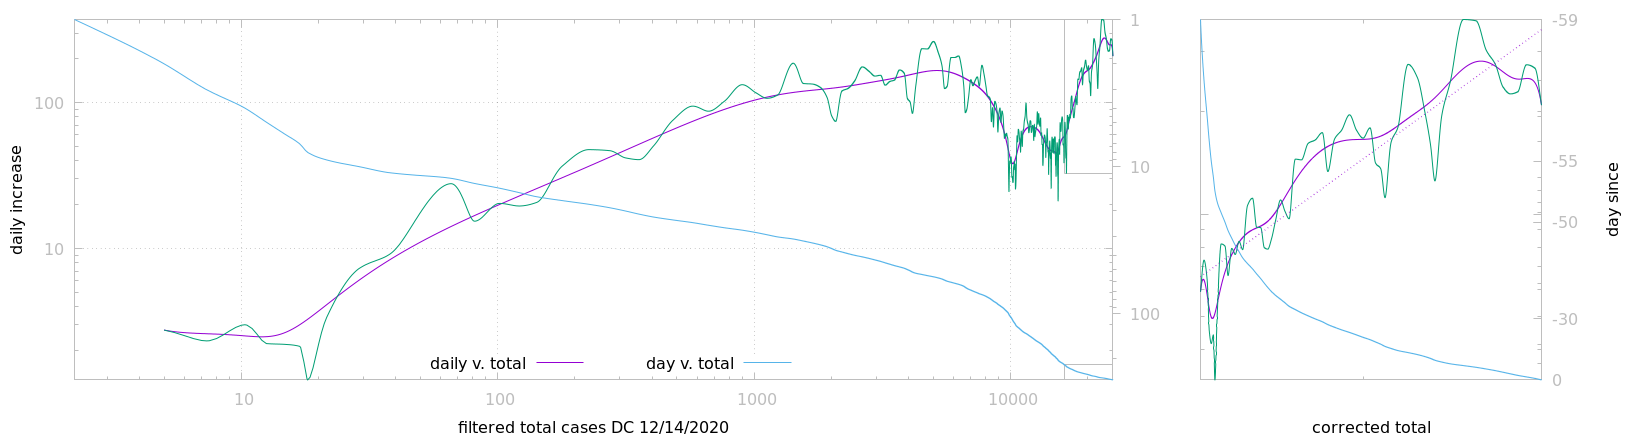 daily increase
100
10
daily v. total
day v. total
10
100
1000
10000
filtered total cases DC 12/14/2020
1
10
100
-59
-55
-50
-30
0
day since
corrected total